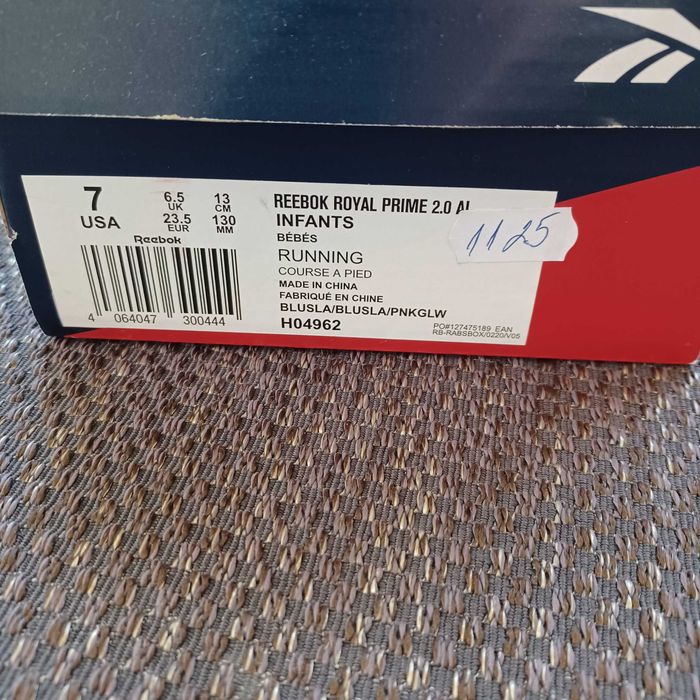 7 6.5 13
USA UK CM
23.5 130
EUR MM
Reebok
4 064047 300444
REEBOK ROYAL PRIME 2.0
INFANTS
BÉBÉS
RUNNING
COURSE A PIED
MADE IN CHINA
FABRIQUÉ EN CHINE
BLUSLA/BLUSLA/PNKGLW
H04962
PO#127475189 EAN
RB-RABSBOX/0220/V05
11 25